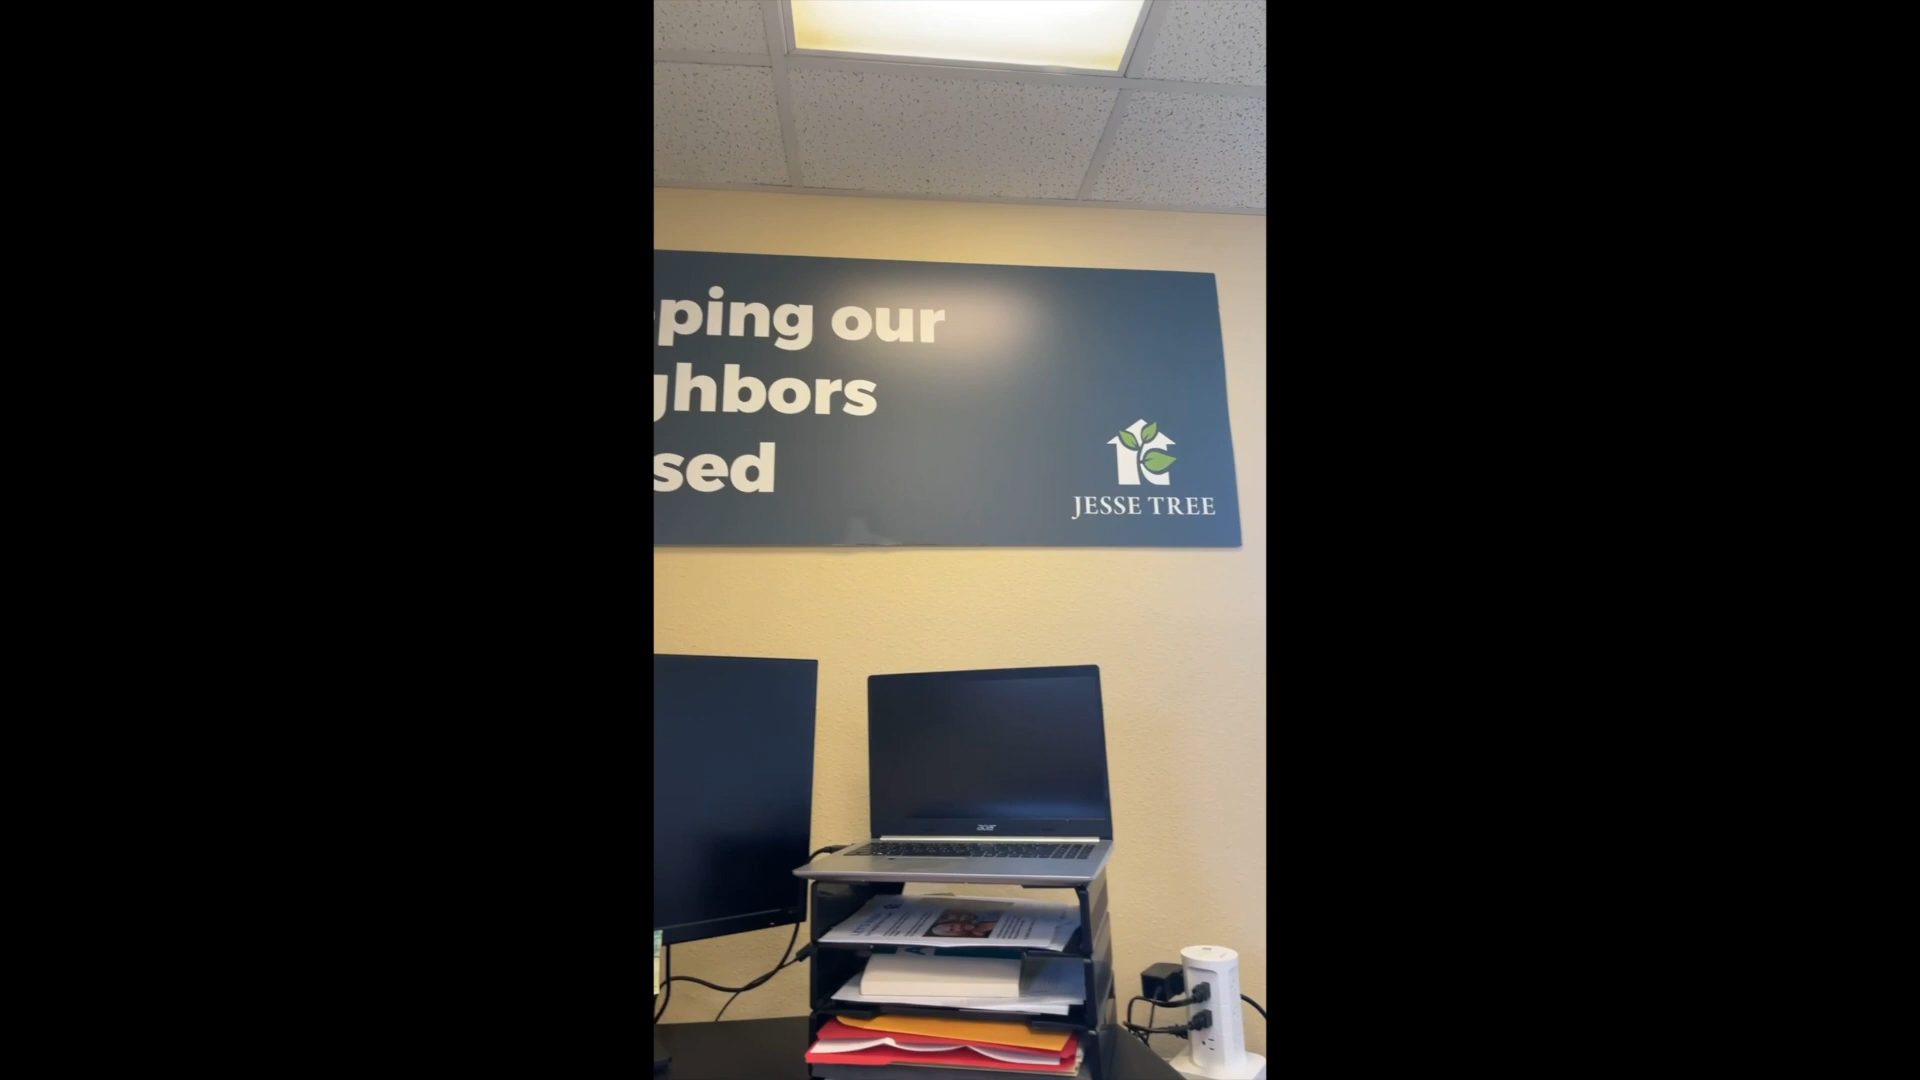 ping our
ghbors
sed
JESSE TREE
acer